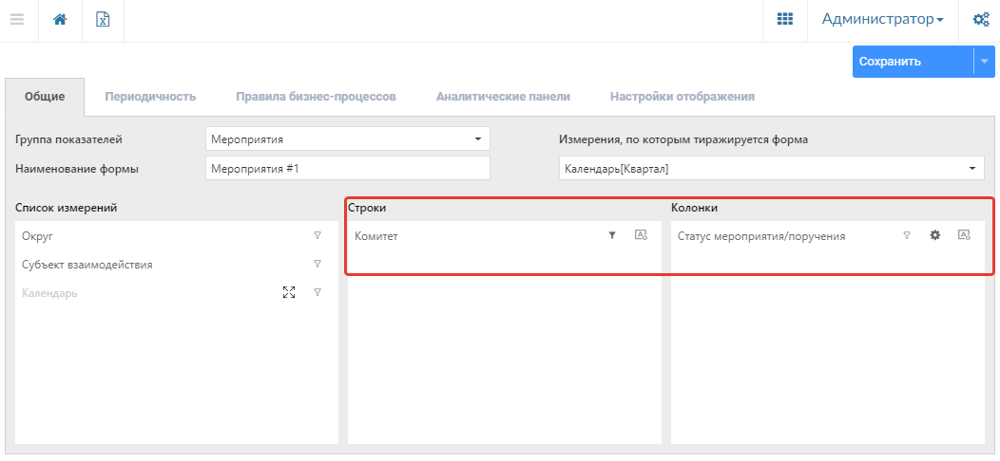 Администратор
Сохранить
Общие Периодичность Правила бизнес-процессов Аналитические панели Настройки отображения
Группа показателей Мероприятия Измерения, по которым тиражируется форма
Наименование формы Мероприятия #1 Календарь[Квартал]
Список измерений Строки Колонки
Округ Комитет Статус мероприятия/поручения
Субъект взаимодействия
Календарь